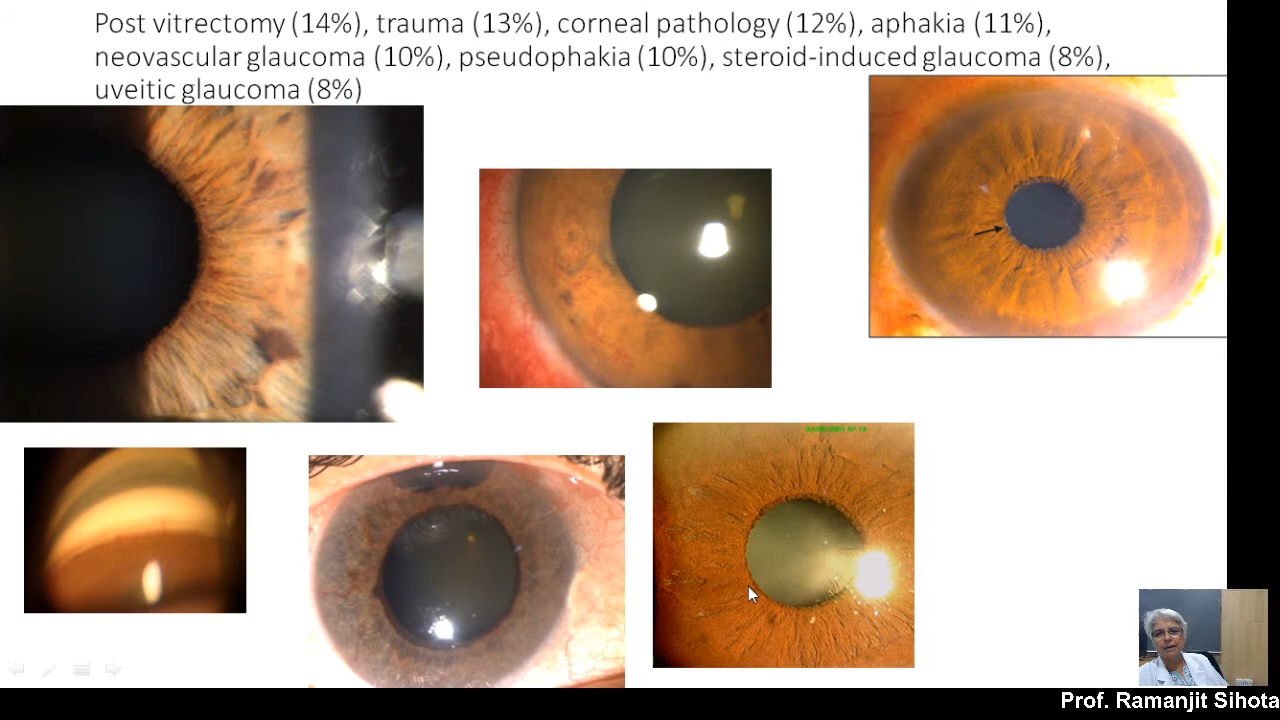 Post vitrectomy (14%), trauma (13%), corneal pathology (12%), aphakia (11%),
neovascular glaucoma (10%), pseudophakia (10%), steroid-induced glaucoma (8%),
uveitic glaucoma (8%)
Prof. Ramanjit Sihota